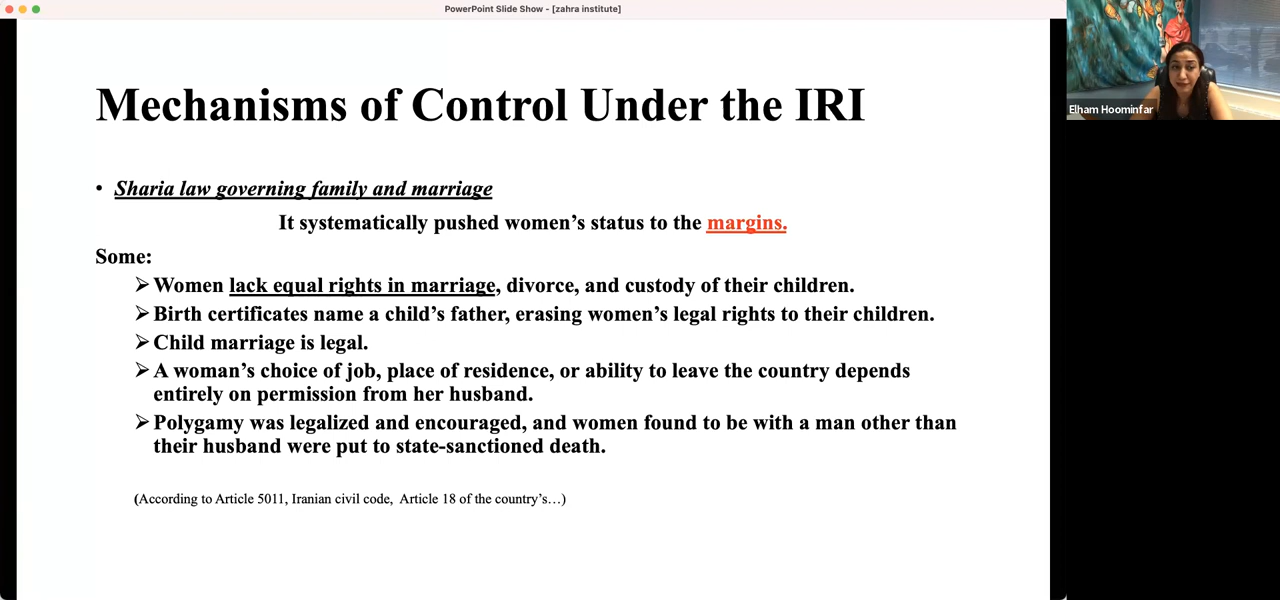 PowerPoint Slide Show - [zahra institute]
Elham Hoominfar
Mechanisms of Control Under the IRI
• Sharia law governing family and marriage
It systematically pushed women’s status to the margins.
Some:
➢ Women lack equal rights in marriage, divorce, and custody of their children.
➢ Birth certificates name a child’s father, erasing women’s legal rights to their children.
➢ Child marriage is legal.
➢ A woman’s choice of job, place of residence, or ability to leave the country depends
entirely on permission from her husband.
➢ Polygamy was legalized and encouraged, and women found to be with a man other than
their husband were put to state-sanctioned death.
(According to Article 5011, Iranian civil code, Article 18 of the country’s…)